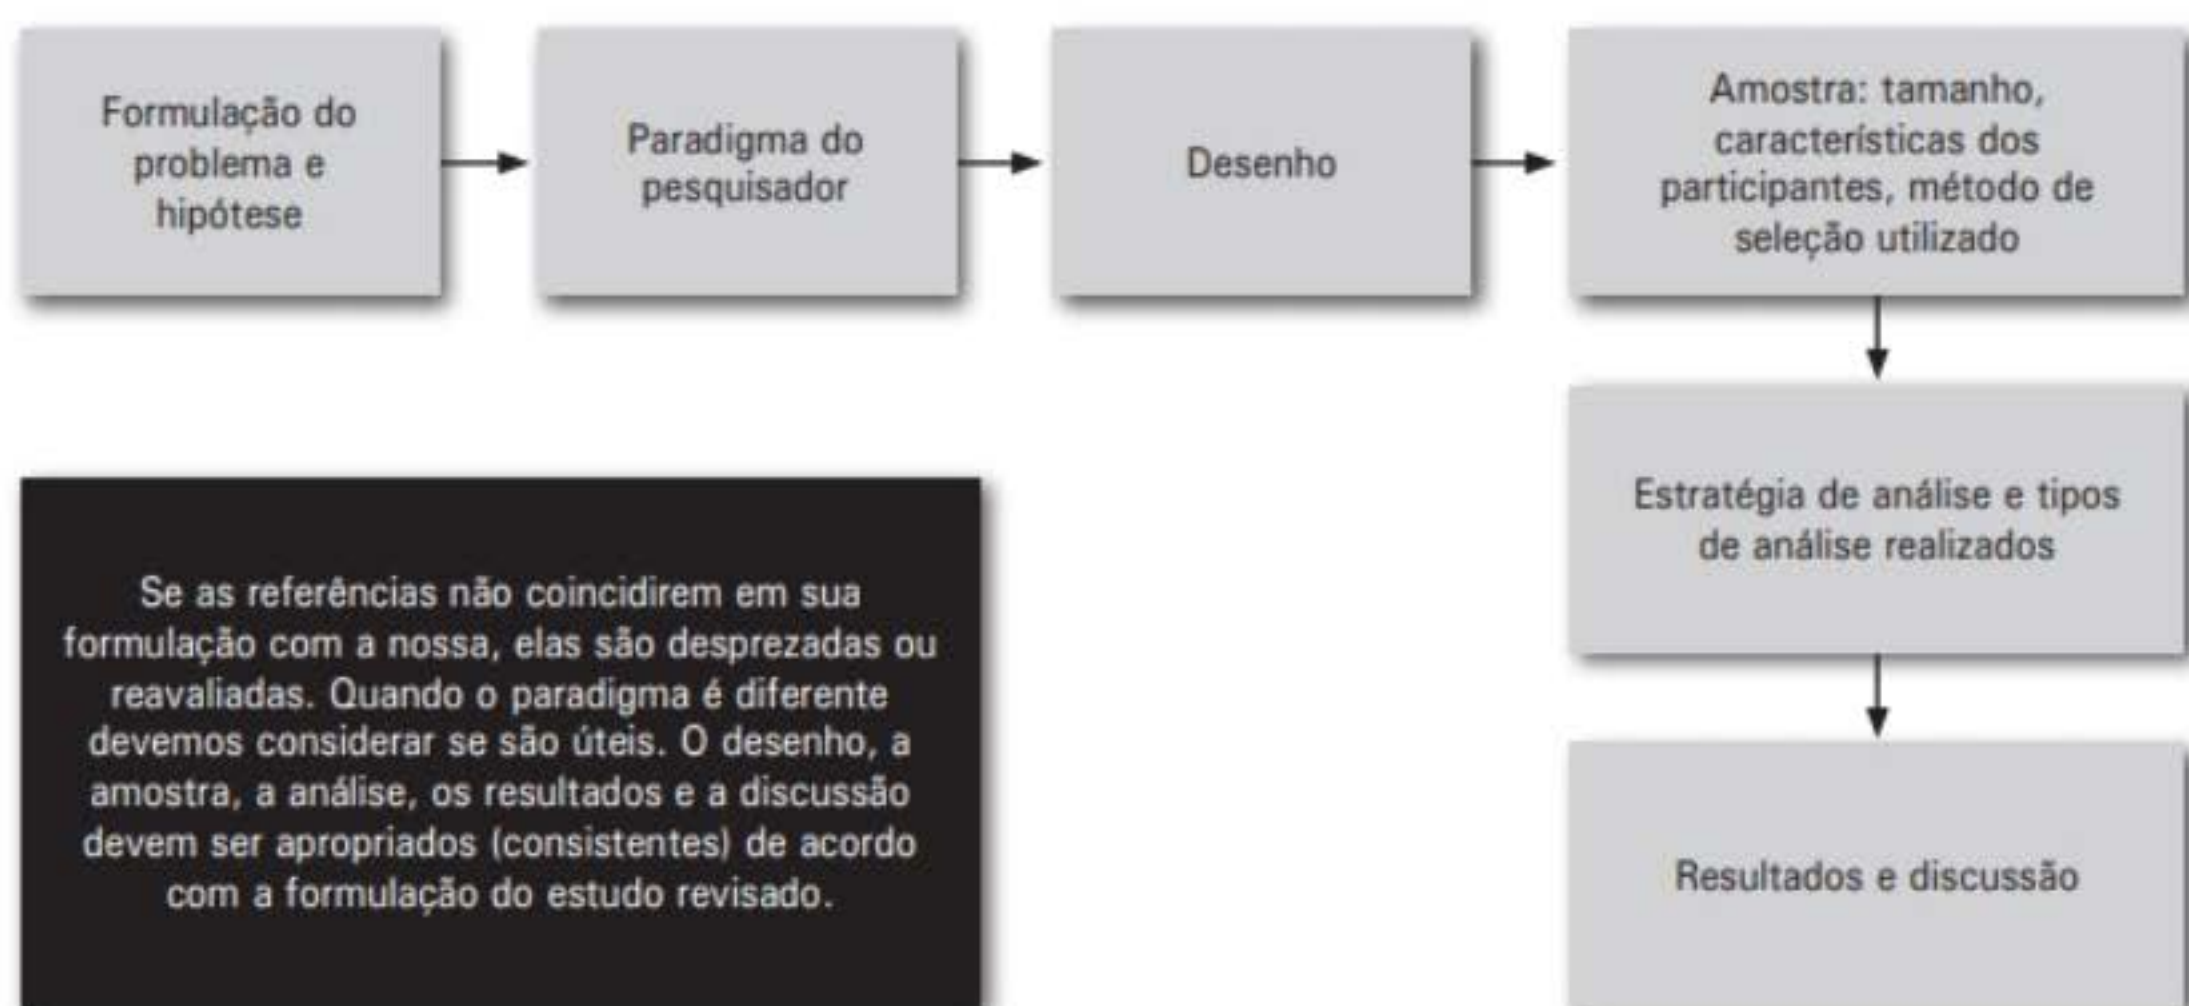 Formulação do
problema e
hipótese
Paradigma do
pesquisador
Desenho
Amostra: tamanho,
características dos
participantes, método de
seleção utilizado
Estratégia de análise e tipos
de análise realizados
Se as referências não coincidirem em sua
formulação com a nossa, elas são desprezadas ou
reavaliadas. Quando o paradigma é diferente
devemos considerar se são úteis. O desenho, a
amostra, a análise, os resultados e a discussão
devem ser apropriados (consistentes) de acordo
com a formulação do estudo revisado.
Resultados e discussão